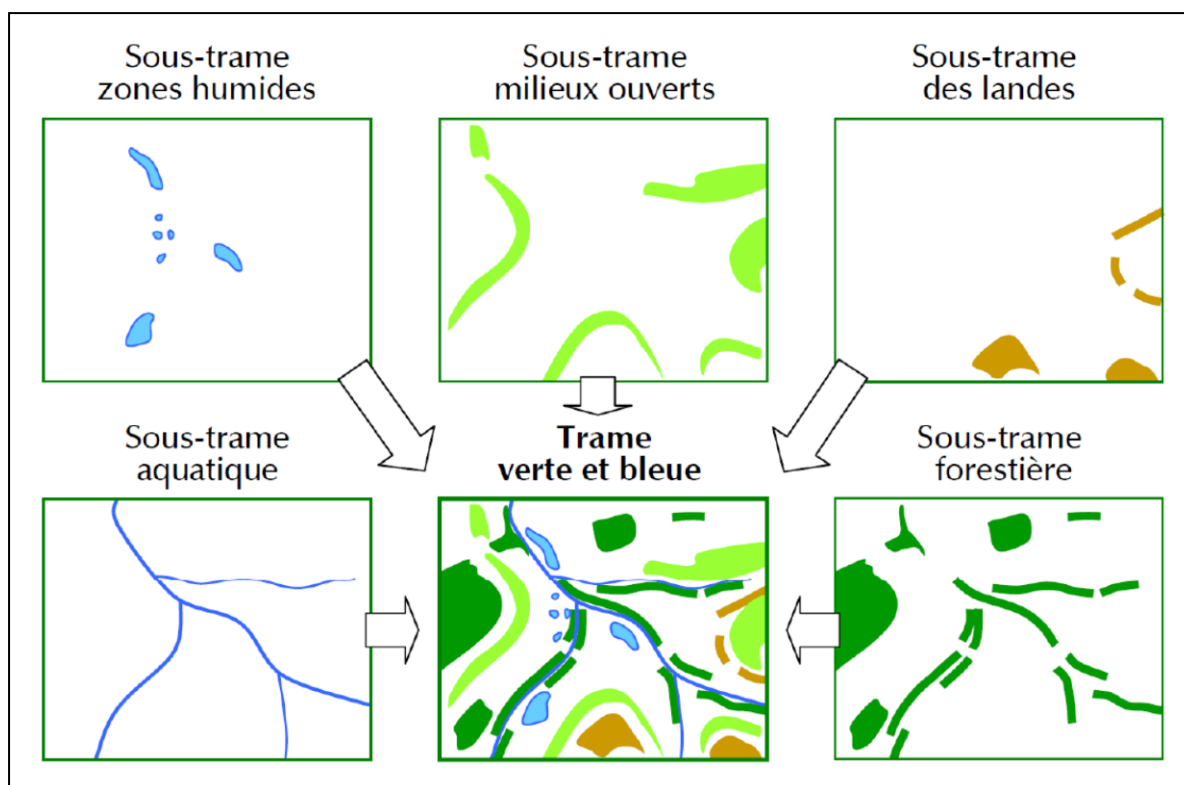 Sous-trame
zones humides
Sous-trame
milieux ouverts
Sous-trame
des landes
Sous-trame
aquatique
Trame
verte et bleue
Sous-trame
forestière